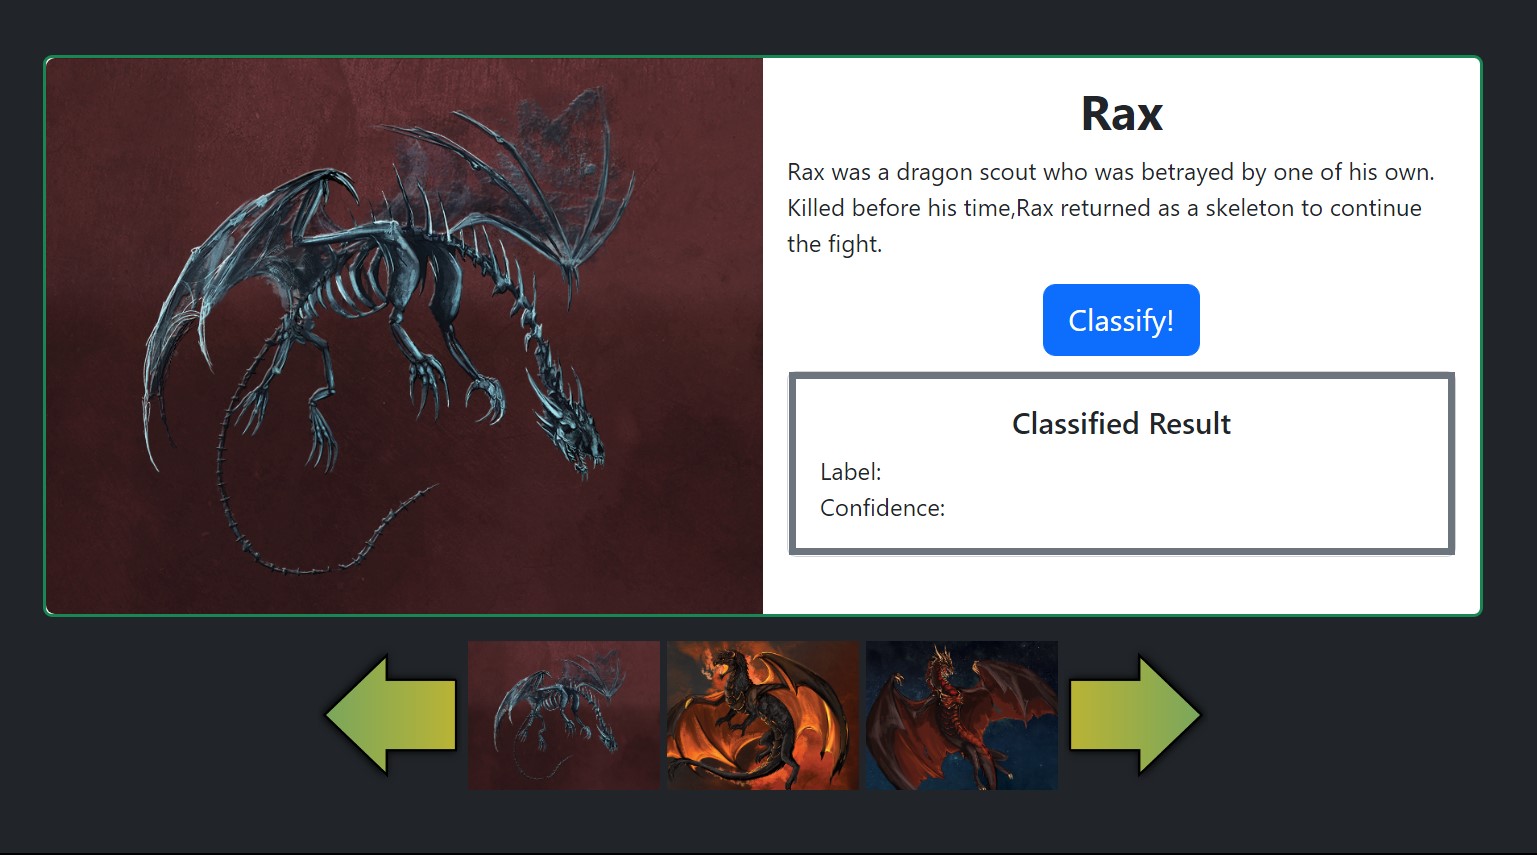 Rax
Rax was a dragon scout who was betrayed by one of his own.
Killed before his time,Rax returned as a skeleton to continue
the fight.
Classify!
Classified Result
Label:
Confidence: